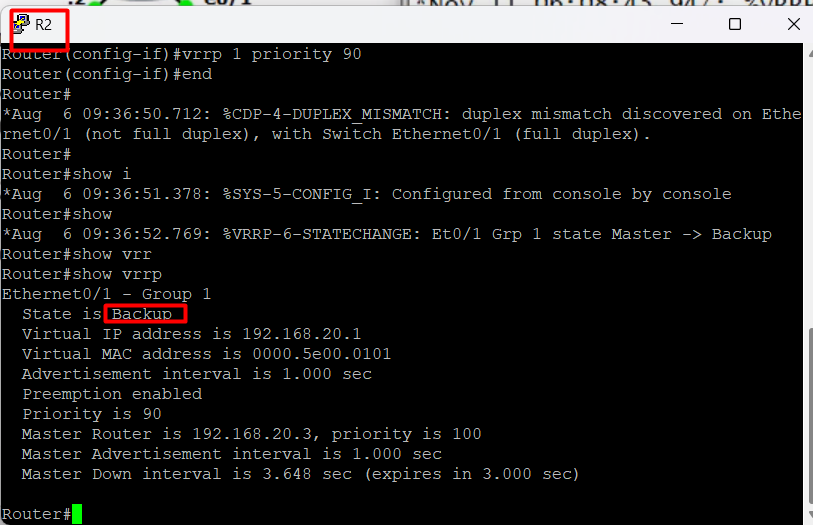 R2
Router(config-if)#vrrp 1 priority 90
Router(config-if)#end
Router#
*Aug  6 09:36:50.712: %CDP-4-DUPLEX_MISMATCH: duplex mismatch discovered on Ethe
rnet0/1 (not full duplex), with Switch Ethernet0/1 (full duplex).
Router#
Router#show i
*Aug  6 09:36:51.378: %SYS-5-CONFIG_I: Configured from console by console
Router#show
*Aug  6 09:36:52.769: %VRRP-6-STATECHANGE: Et0/1 Grp 1 state Master -> Backup
Router#show vrr
Router#show vrrp
Ethernet0/1 - Group 1
  State is Backup
  Virtual IP address is 192.168.20.1
  Virtual MAC address is 0000.5e00.0101
  Advertisement interval is 1.000 sec
  Preemption enabled
  Priority is 90
  Master Router is 192.168.20.3, priority is 100
  Master Advertisement interval is 1.000 sec
  Master Down interval is 3.648 sec (expires in 3.000 sec)
Router#